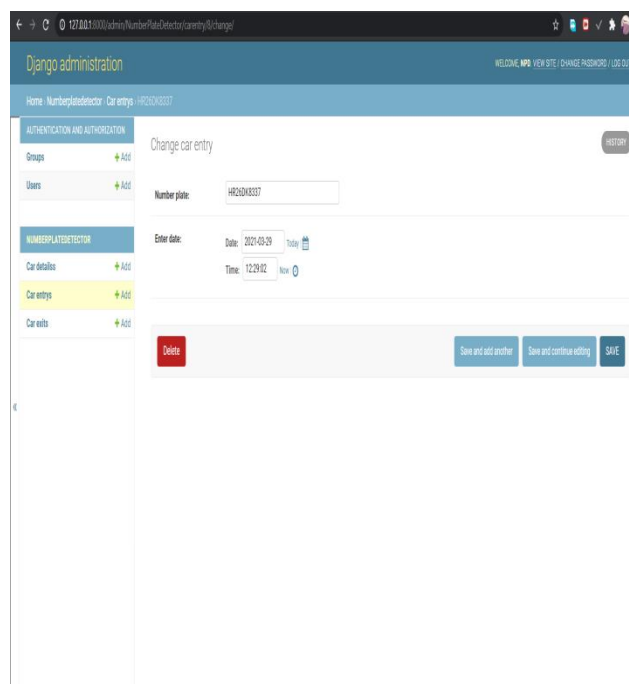 127.0.0.1:8000/admin/NumberPlateDetector/carentry/8/change/
Django administration
WELCOME, NPD. VIEW SITE / CHANGE PASSWORD / LOG OU
Home › Numberplatedetector › Car entrys › HR26DK8337
AUTHENTICATION AND AUTHORIZATION
Groups + Add
Users + Add
NUMBERPLATEDETECTOR
Car detailss + Add
Car entrys + Add
Car exits + Add
«
Change car entry
HISTORY
Number plate: HR26DK8337
Enter date:
Date: 2021-03-29 Today
Time: 12:29:02 Now
Delete
Save and add another
Save and continue editing
SAVE